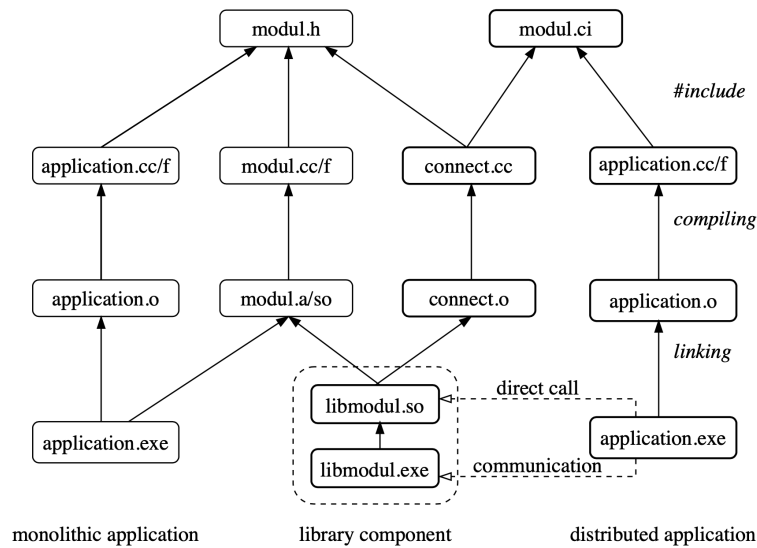 modul.h
modul.ci
#include
application.cc/f
modul.cc/f
connect.cc
application.cc/f
compiling
application.o
modul.a/so
connect.o
application.o
linking
libmodul.so
direct call
application.exe
application.exe
libmodul.exe
communication
monolithic application
library component
distributed application